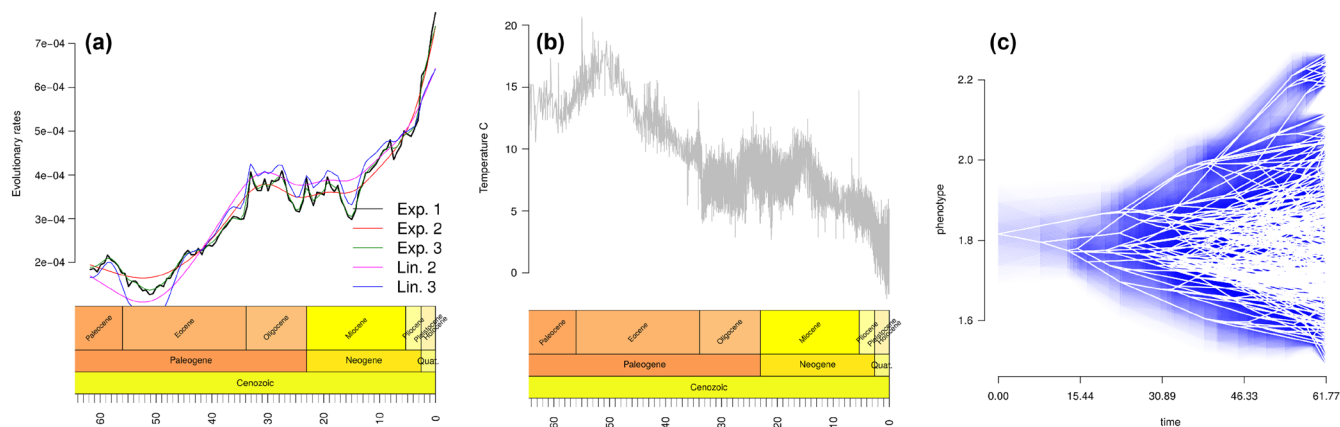 (a)
7e−04
6e−04
5e−04
4e−04
3e−04
2e−04
Evolutionary rates
Exp. 1
Exp. 2
Exp. 3
Lin. 2
Lin. 3
Paleocene
Eocene
Oligocene
Miocene
Pliocene
Pleistocene
Holocene
Paleogene
Neogene
Quat.
Cenozoic
60
50
40
30
20
10
0
(b)
20
15
10
5
0
Temperature C
Paleocene
Eocene
Oligocene
Miocene
Pliocene
Pleistocene
Holocene
Paleogene
Neogene
Quat.
Cenozoic
60
50
40
30
20
10
0
(c)
2.2
2.0
1.8
1.6
phenotype
0.00
15.44
30.89
46.33
61.77
time